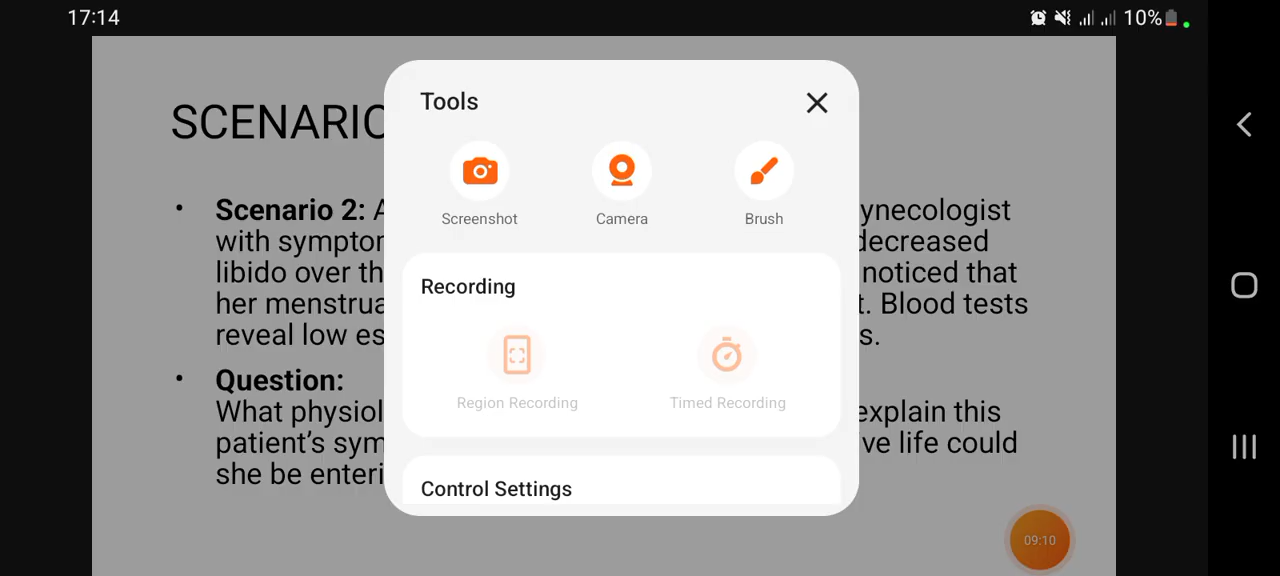 17:14
10%
SCENARIO
Tools
Screenshot
Camera
Brush
• Scenario 2: A ynecologist
with symptom decreased
libido over th noticed that
her menstrua t. Blood tests
reveal low es s.
Recording
Region Recording
Timed Recording
• Question:
What physiol explain this
patient's sym ve life could
she be enteri
Control Settings
09:10